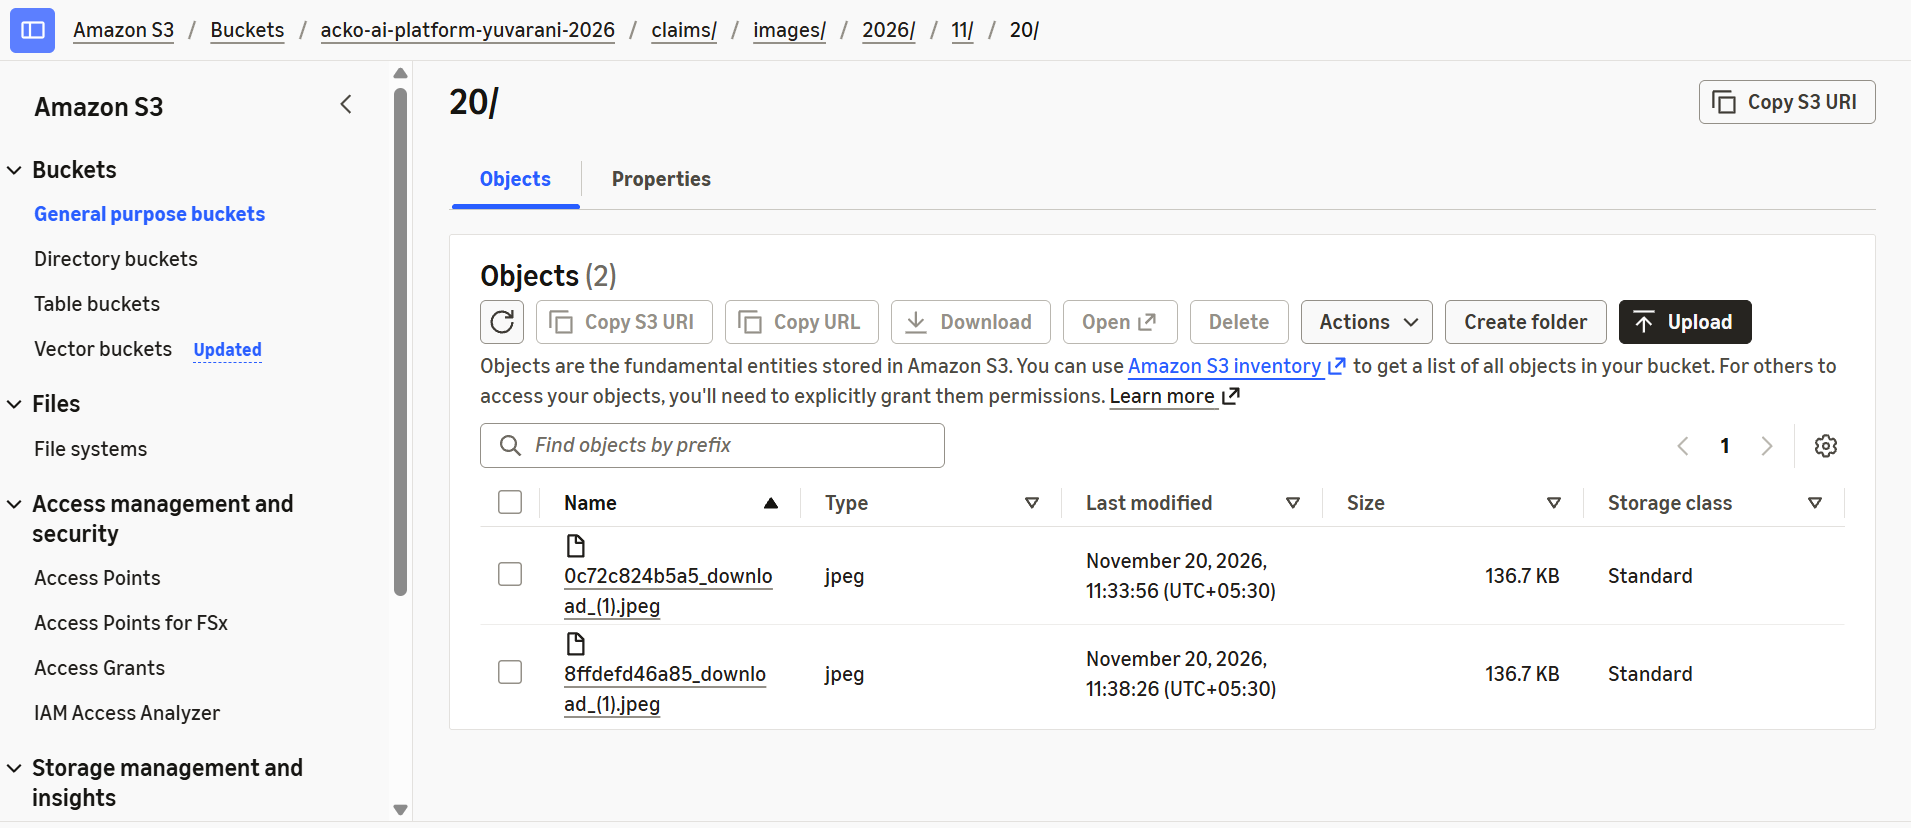 Amazon S3 / Buckets / acko-ai-platform-yuvarani-2026 / claims/ / images/ / 2026/ / 11/ / 20/
Amazon S3
Buckets
General purpose buckets
Directory buckets
Table buckets
Vector buckets Updated
Files
File systems
Access management and
security
Access Points
Access Points for FSx
Access Grants
IAM Access Analyzer
Storage management and
insights
20/
Copy S3 URI
Objects Properties
Objects (2)
Copy S3 URI Copy URL Download Open Delete Actions Create folder Upload
Objects are the fundamental entities stored in Amazon S3. You can use Amazon S3 inventory to get a list of all objects in your bucket. For others to
access your objects, you'll need to explicitly grant them permissions. Learn more
Find objects by prefix
1
Name Type Last modified Size Storage class
0c72c824b5a5_downlo
ad_(1).jpeg
jpeg
November 20, 2026,
11:33:56 (UTC+05:30)
136.7 KB
Standard
8ffdefd46a85_downlo
ad_(1).jpeg
jpeg
November 20, 2026,
11:38:26 (UTC+05:30)
136.7 KB
Standard